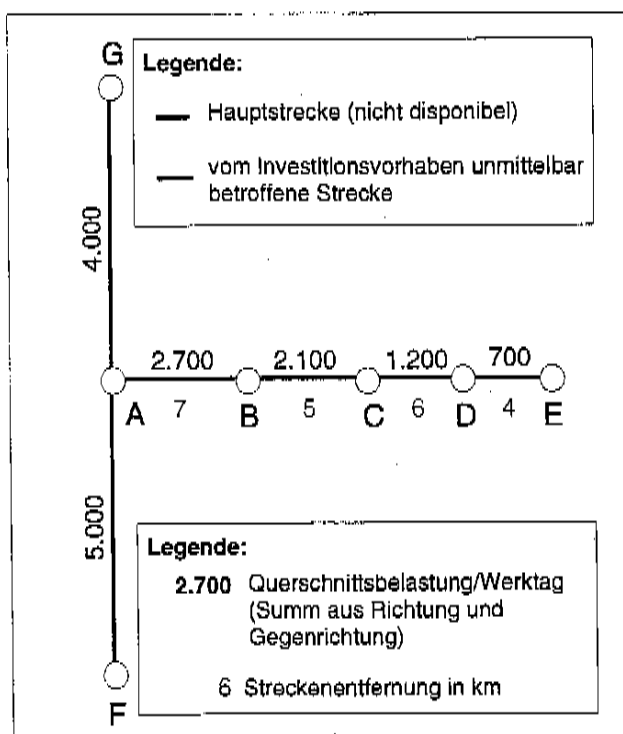 G
Legende:
Hauptstrecke (nicht disponibel)
vom Investitionsvorhaben unmittelbar
betroffene Strecke
4.000
2.700 2.100 1.200 700
A 7 B 5 C 6 D 4 E
5.000
Legende:
2.700 Querschnittsbelastung/Werktag
(Summ aus Richtung und
Gegenrichtung)
6 Streckenentfernung in km
F